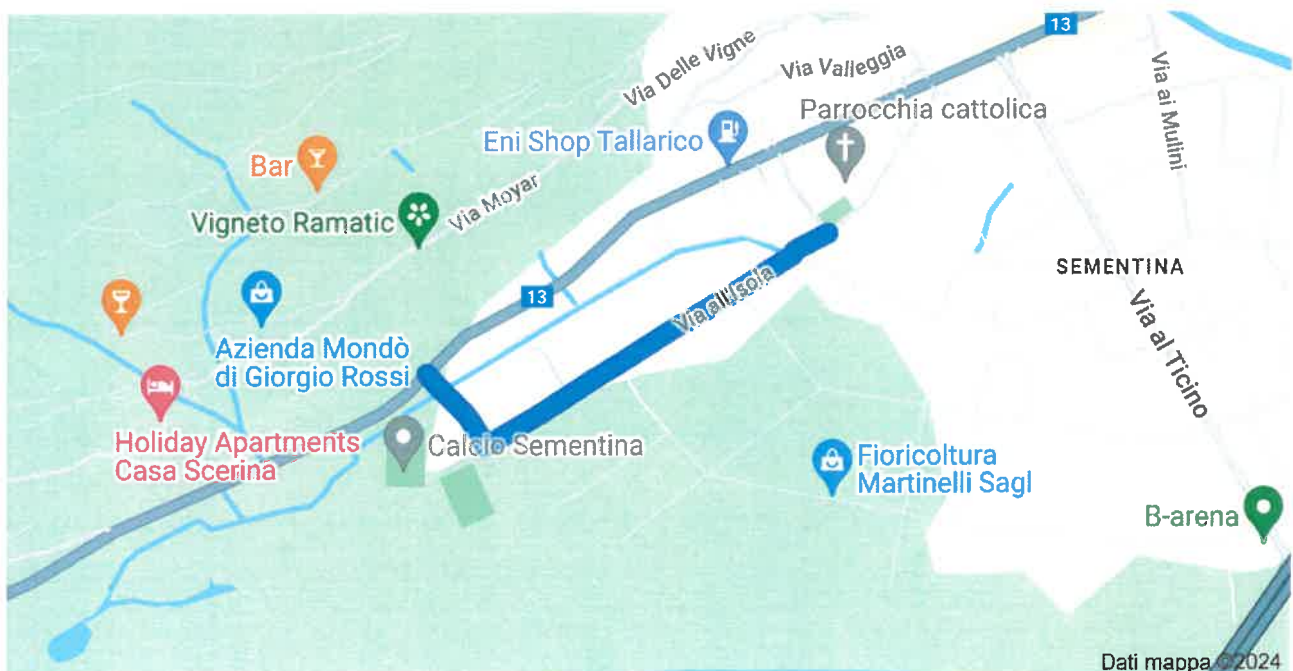 13
Via Delle Vigne
Via Valleggia
Via ai Mulini
Parrocchia cattolica
Eni Shop Tallarico
Bar
Via Moyar
Vigneto Ramatic
SEMENTINA
Via all'Isola
13
Via al Ticino
Azienda Mondò
di Giorgio Rossi
Holiday Apartments
Casa Scerina
Calcio Sementina
Fioricoltura
Martinelli Sagl
B-arena
Dati mappa ©2024